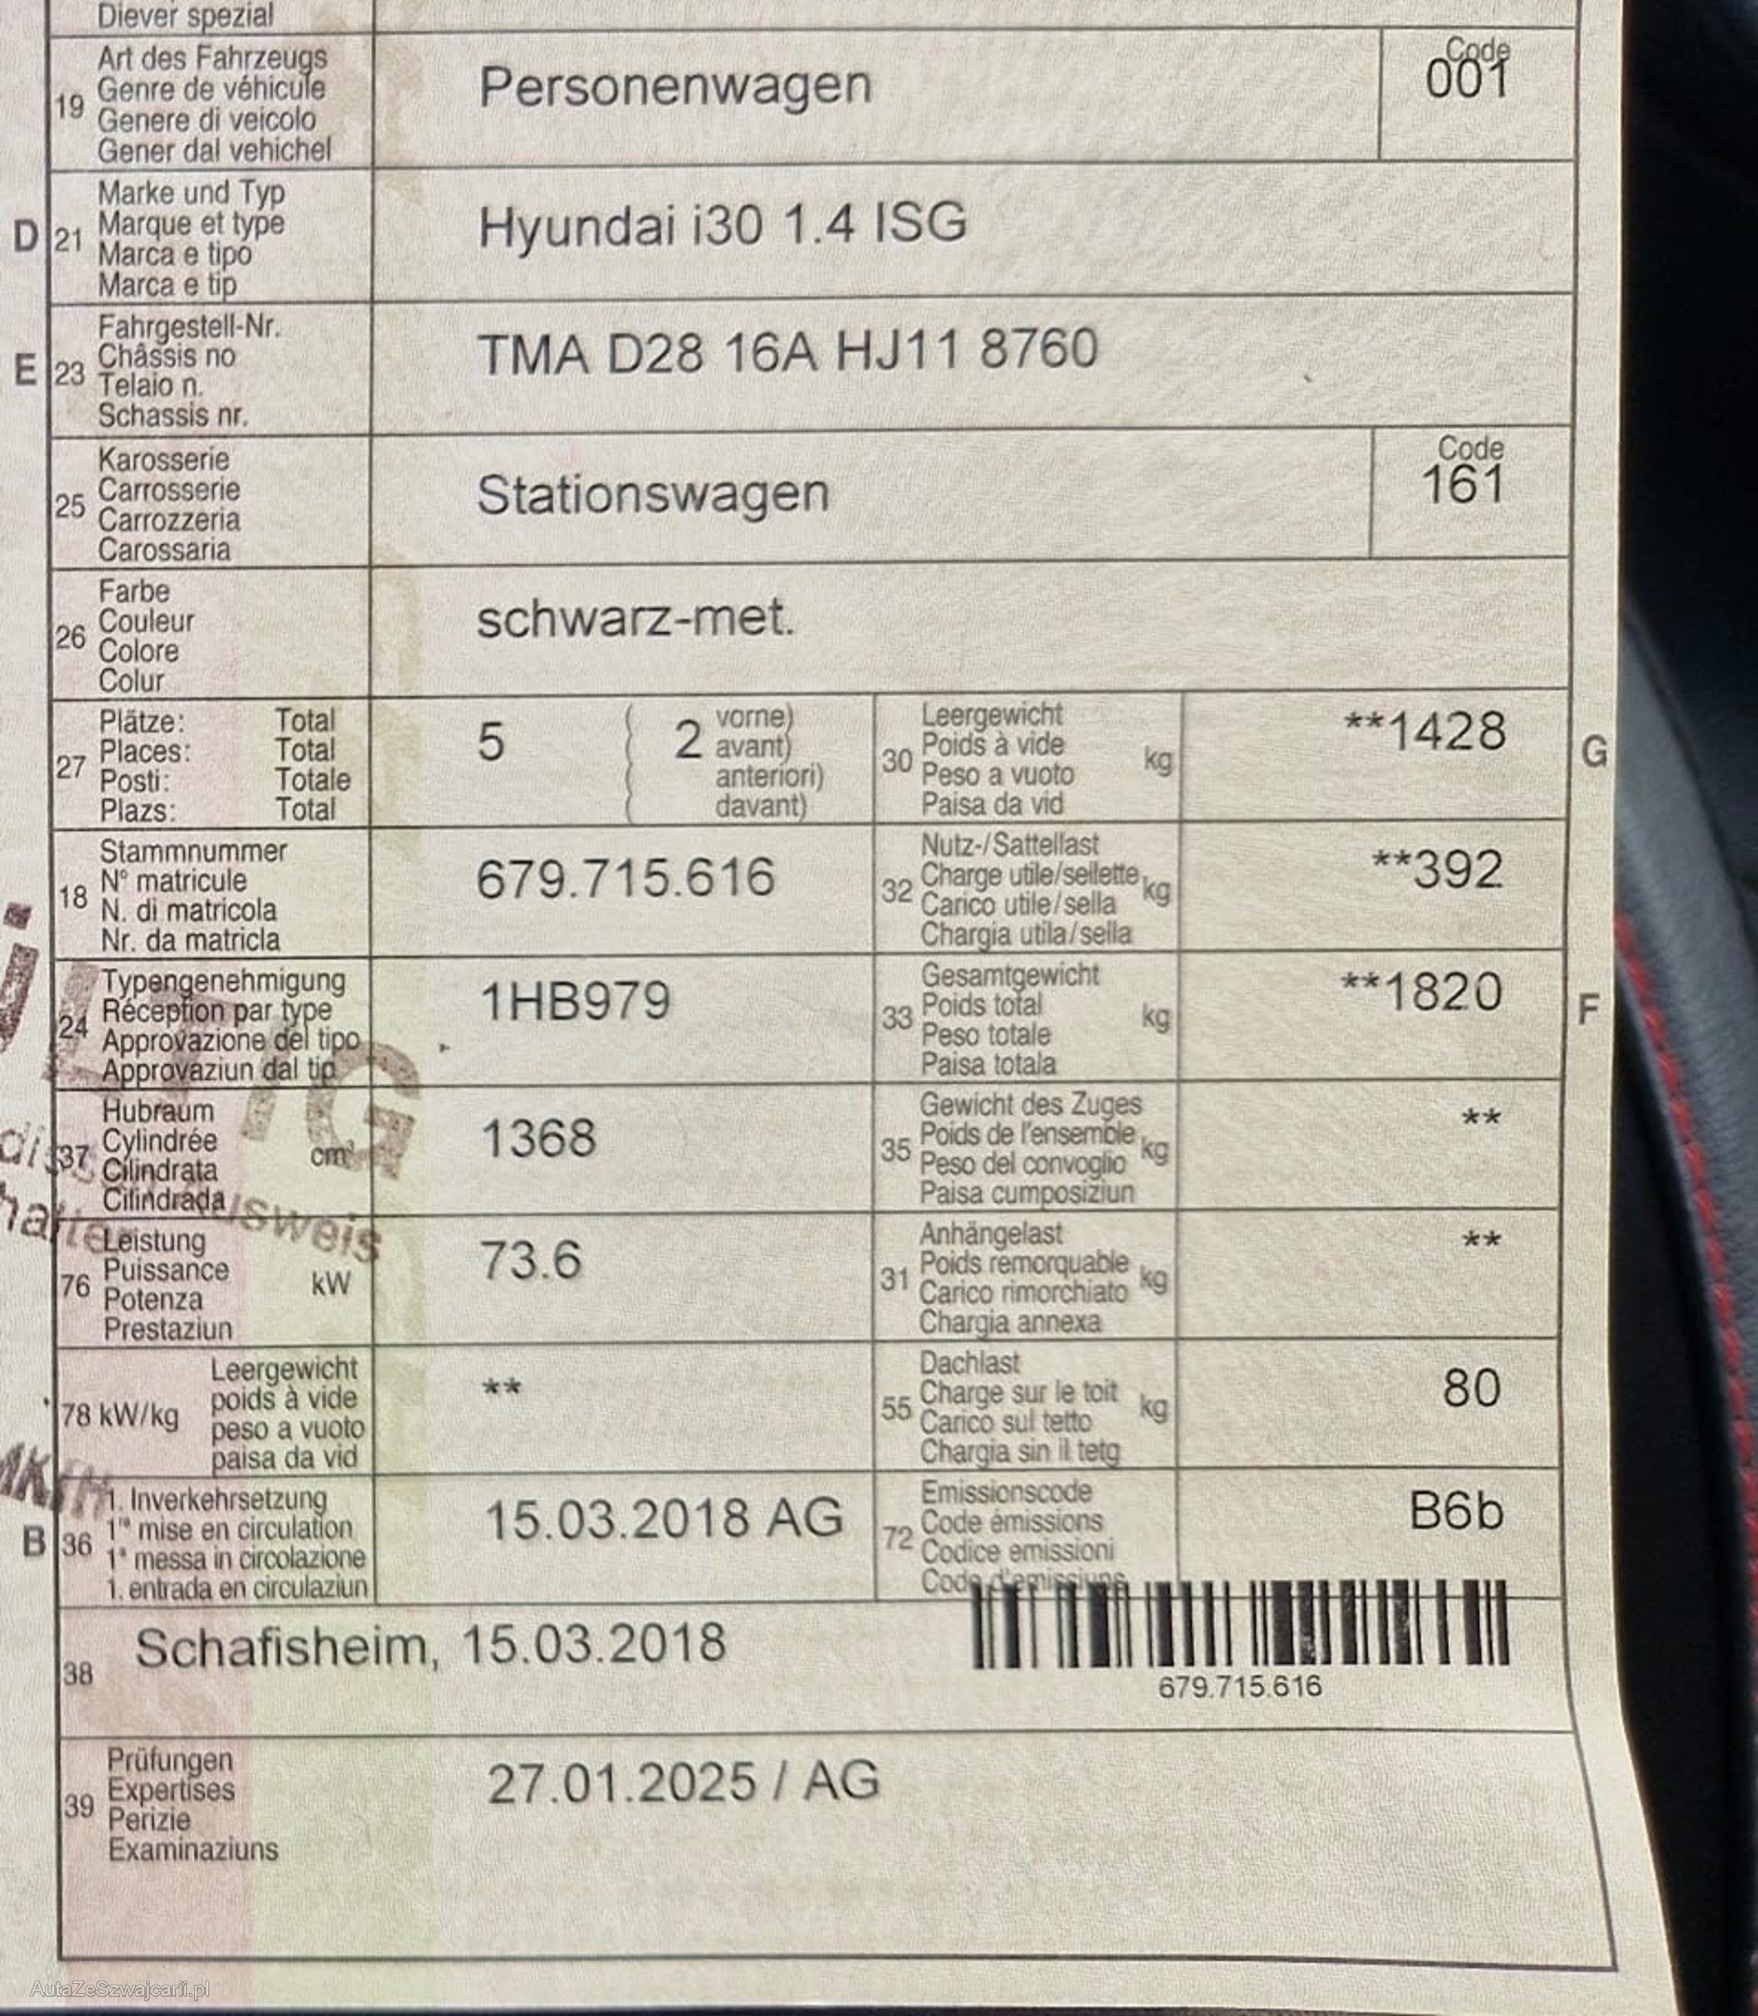 Diever spezial
19 Art des Fahrzeugs
Genre de véhicule
Genere di veicolo
Gener dal vehichel
Personenwagen
Code
001
D 21 Marke und Typ
Marque et type
Marca e tipo
Marca e tip
Hyundai i30 1.4 ISG
E 23 Fahrgestell-Nr.
Châssis no
Telaio n.
Schassis nr.
TMA D28 16A HJ11 8760
25 Karosserie
Carrosserie
Carrozzeria
Carossaria
Stationswagen
Code
161
26 Farbe
Couleur
Colore
Colur
schwarz-met.
27 Plätze: Total
Places: Total
Posti: Totale
Plazs: Total
5
2 vorne)
avant)
anteriori)
davant)
30 Leergewicht
Poids à vide
Peso a vuoto kg
Paisa da vid
**1428
G
18 Stammnummer
N° matricule
N. di matricola
Nr. da matricla
679.715.616
32 Nutz-/Sattellast
Charge utile/sellette kg
Carico utile/sella
Chargia utila/sella
**392
24 Typengenehmigung
Réception par type
Approvazione del tipo
Approvaziun dal tip
1HB979
33 Gesamtgewicht
Poids total
Peso totale kg
Paisa totala
**1820
F
37 Hubraum
Cylindrée
Cilindrata cm³
Cilindrada
1368
35 Gewicht des Zuges
Poids de l'ensemble kg
Peso del convoglio
Paisa cumposiziun
**
76 Leistung
Puissance
Potenza kW
Prestaziun
73.6
31 Anhängelast
Poids remorquable kg
Carico rimorchiato
Chargia annexa
**
78 kW/kg Leergewicht
poids à vide
peso a vuoto
paisa da vid
**
55 Dachlast
Charge sur le toit kg
Carico sul tetto
Chargia sin il tetg
80
B 36 1. Inverkehrsetzung
1re mise en circulation
1a messa in circolazione
1. entrada en circulaziun
15.03.2018 AG
72 Emissionscode
Code émissions
Codice emissioni
Code d'emissiuns
B6b
38 Schafisheim, 15.03.2018
679.715.616
39 Prüfungen
Expertises
Perizie
Examinaziuns
27.01.2025 / AG
AutaZeSzwajcarii.pl